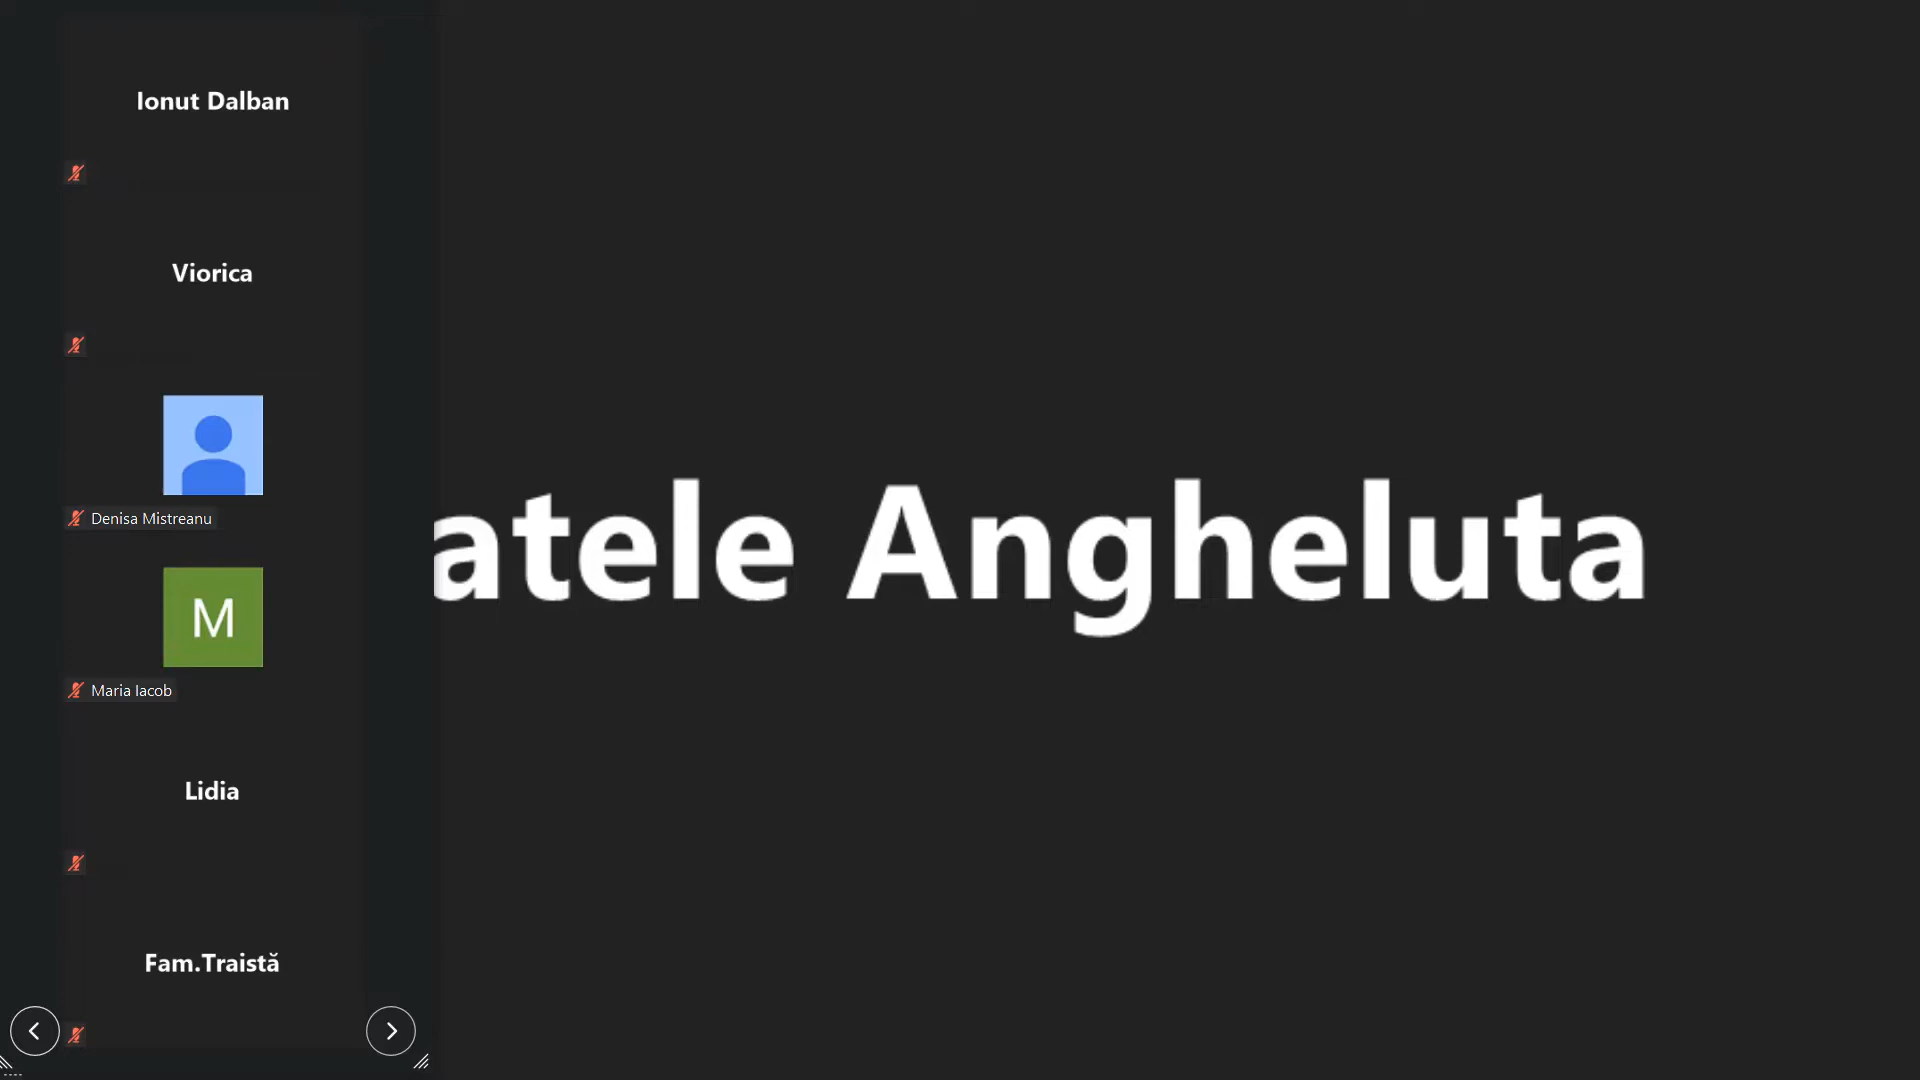 Ionut Dalban
Viorica
Denisa Mistreanu
M
Maria Iacob
Lidia
Fam.Traistă
atele Angheluta